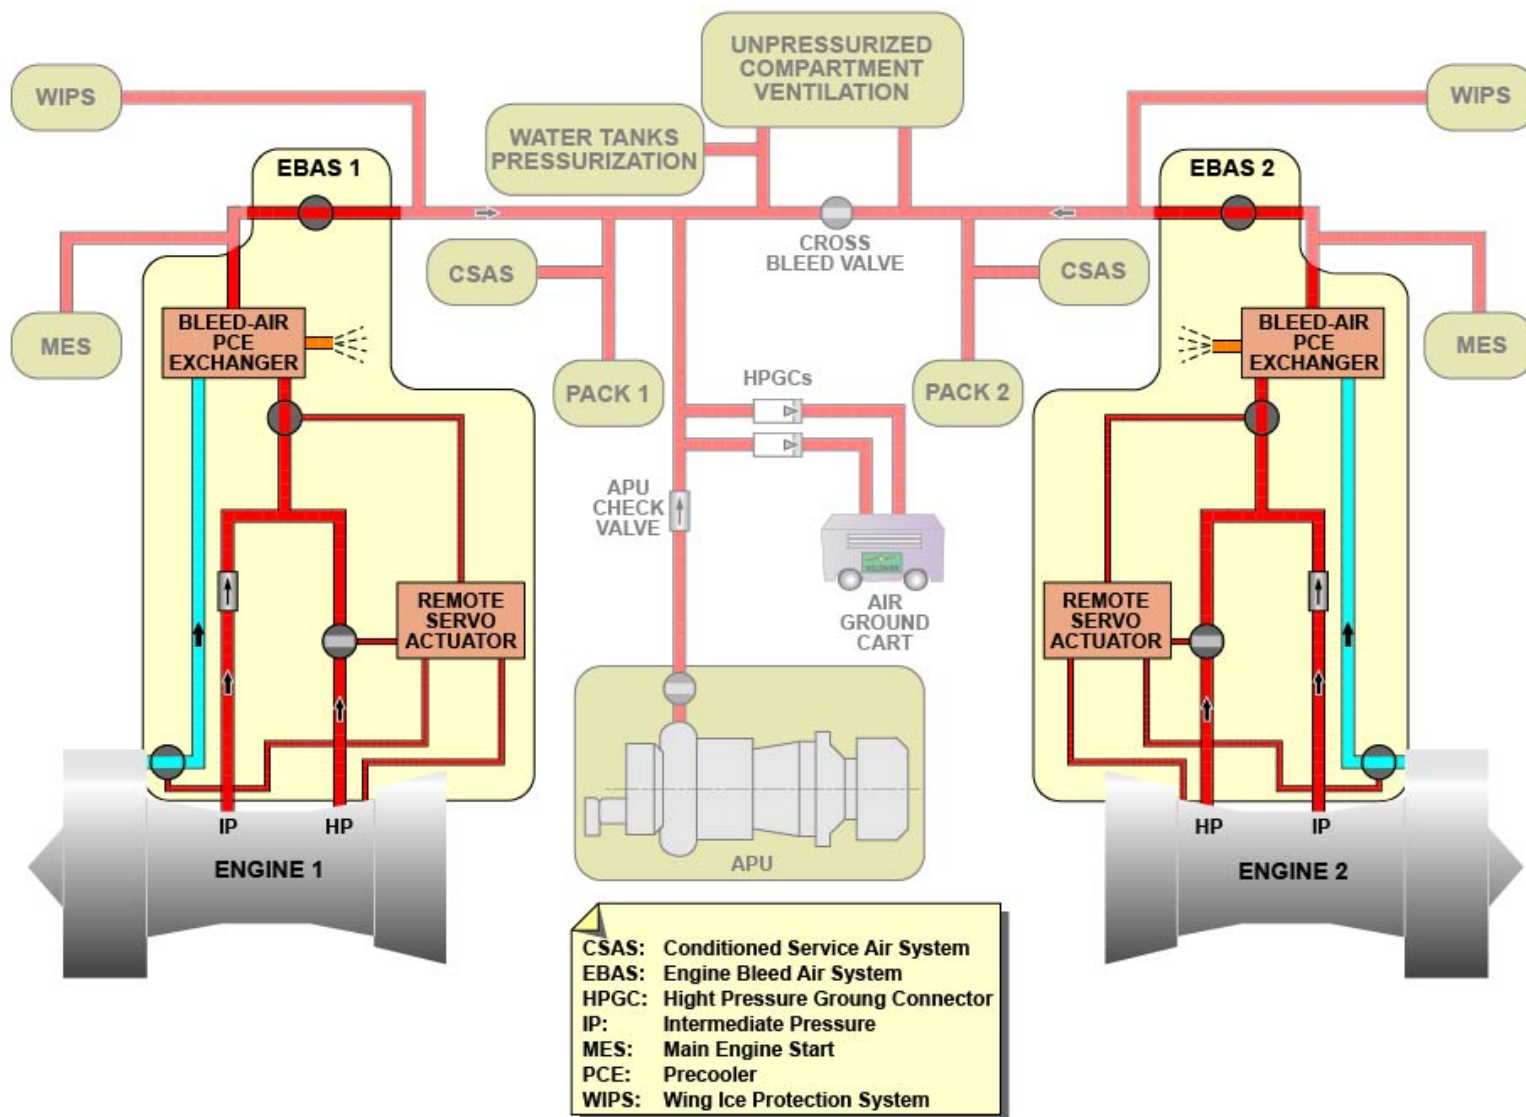 UNPRESSURIZED
COMPARTMENT
VENTILATION
WIPS
WIPS
WATER TANKS
PRESSURIZATION
EBAS 1
EBAS 2
CROSS
BLEED VALVE
CSAS
CSAS
MES
BLEED-AIR
PCE
EXCHANGER
BLEED-AIR
PCE
EXCHANGER
MES
PACK 1
HPGCs
PACK 2
APU
CHECK
VALVE
REMOTE
SERVO
ACTUATOR
AIR
GROUND
CART
REMOTE
SERVO
ACTUATOR
IP
HP
HP
IP
ENGINE 1
APU
ENGINE 2
CSAS: Conditioned Service Air System
EBAS: Engine Bleed Air System
HPGC: Hight Pressure Groung Connector
IP: Intermediate Pressure
MES: Main Engine Start
PCE: Precooler
WIPS: Wing Ice Protection System